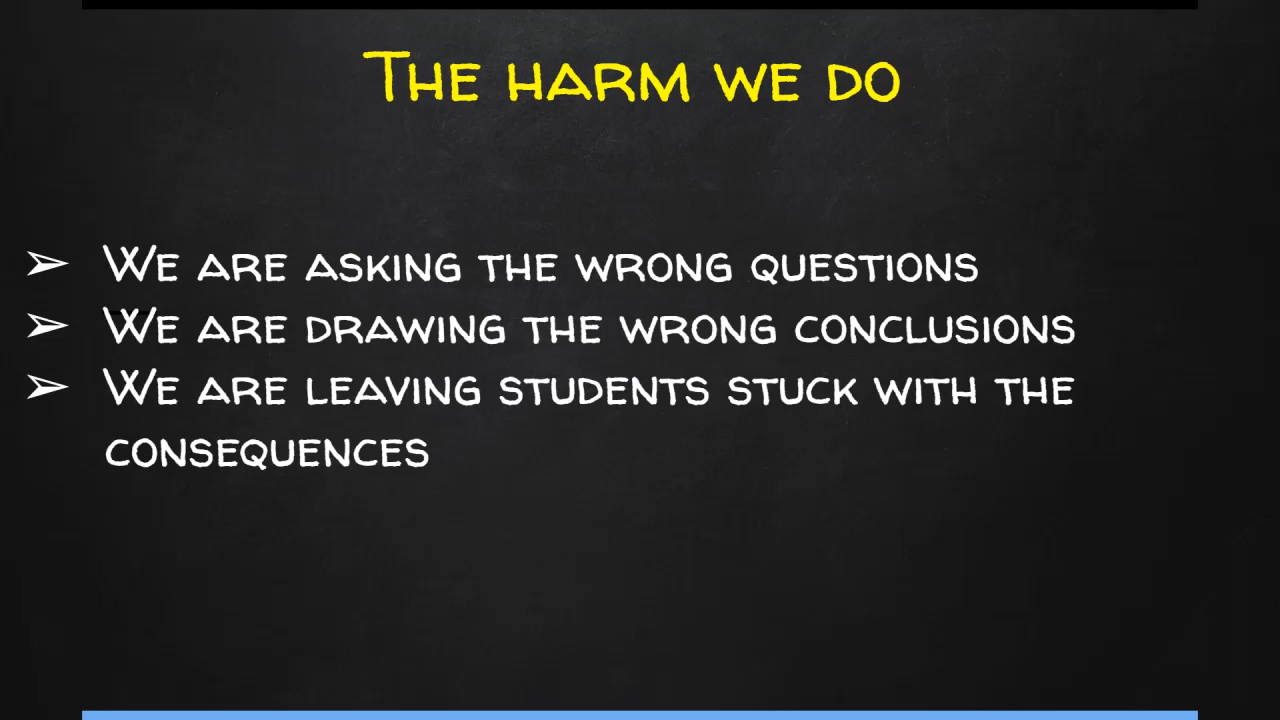 The harm we do
➢ We are asking the wrong questions
➢ We are drawing the wrong conclusions
➢ We are leaving students stuck with the
consequences